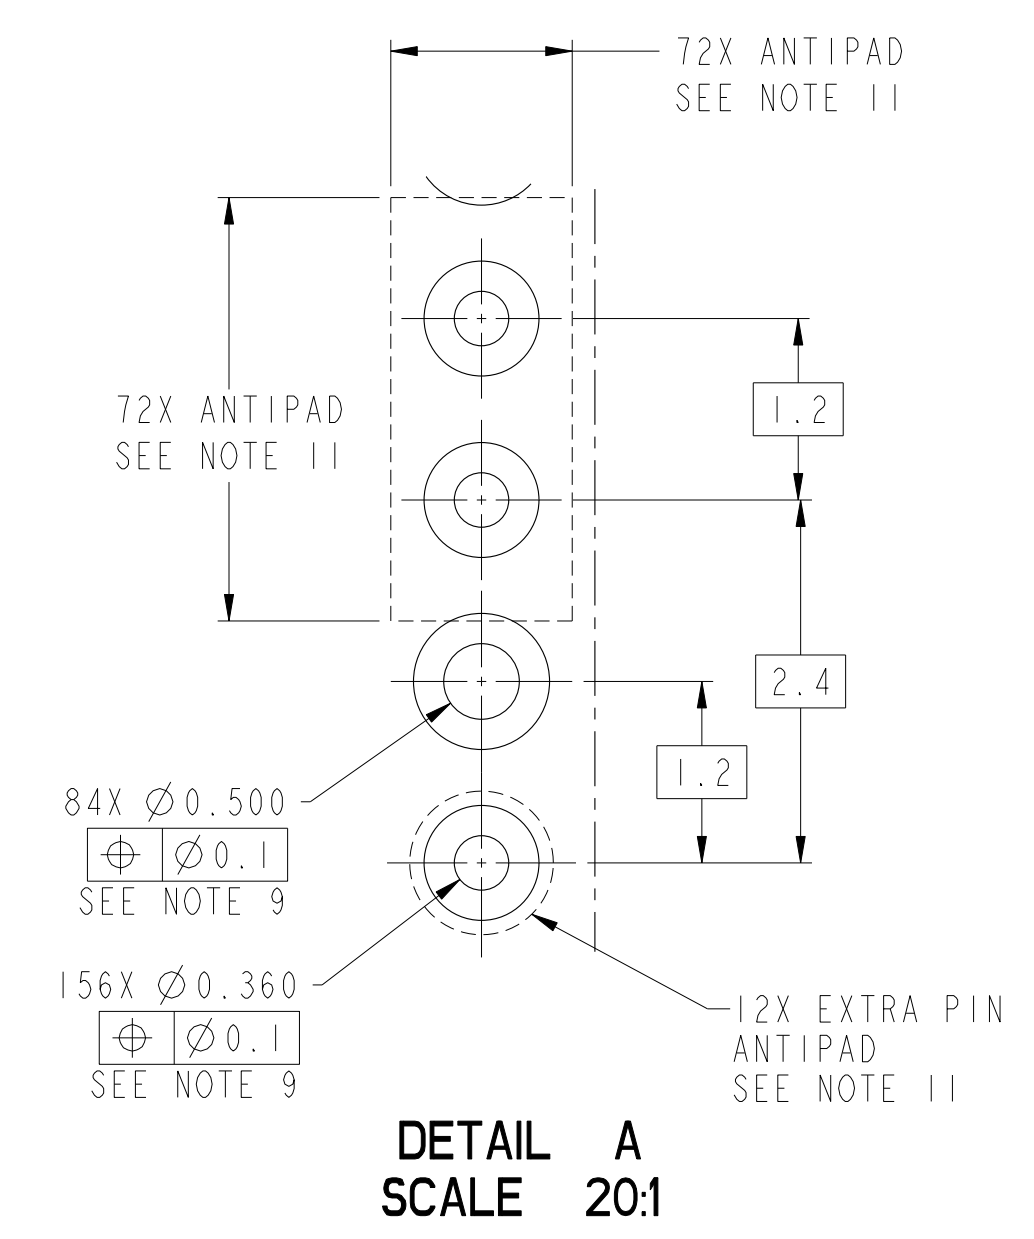 72X ANTIPAD
SEE NOTE 11
72X ANTIPAD
SEE NOTE 11
1.2
2.4
1.2
84X Ø0.500
⌖ Ø0.1
SEE NOTE 9
156X Ø0.360
⌖ Ø0.1
SEE NOTE 9
12X EXTRA PIN
ANTIPAD
SEE NOTE 11
DETAIL A
SCALE 20:1